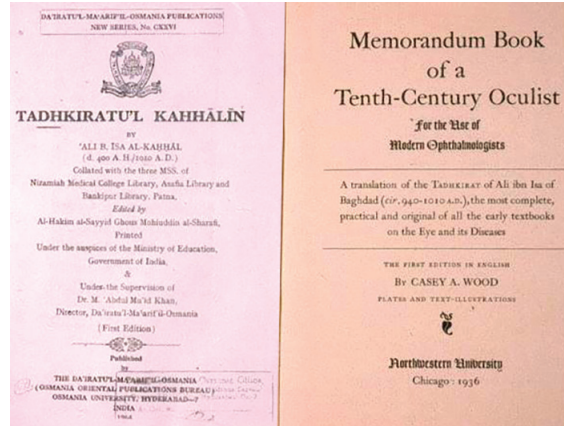 DA'IRATU'L-MA'ARIF'IL-OSMANIA PUBLICATIONS
NEW SERIES, No. CXXVI
TADHKIRATU'L KAHHĀLĪN
BY
'ALI B. ĪSA AL-KAḤḤĀL
(d. 400 A.H./1010 A.D.)
Collated with the three MSS. of
Nizamiah Medical College Library, Asafia Library and
Bankipur Library, Patna.
Edited by
Al-Hakim al-Sayyid Ghous Mohiuddin al-Sharafi,
Printed
Under the auspices of the Ministry of Education,
Government of India,
&
Under the Supervision of
Dr. M. 'Abdul Mu'id Khan,
Director, Da'iratu'l-Ma'arif'il-Osmania
(First Edition)
Published
by
THE DA'IRATU'L-MA'ARIF'IL-OSMANIA
(OSMANIA ORIENTAL PUBLICATIONS BUREAU)
OSMANIA UNIVERSITY, HYDERABAD-7
INDIA
Memorandum Book
of a
Tenth-Century Oculist
For the Use of
Modern Ophthalmologists
A translation of the TADHKIRAT of Ali ibn Isa of
Baghdad (cir. 940-1010 A.D.), the most complete,
practical and original of all the early textbooks
on the Eye and its Diseases
THE FIRST EDITION IN ENGLISH
By CASEY A. WOOD
PLATES AND TEXT-ILLUSTRATIONS
Northwestern University
Chicago : 1936